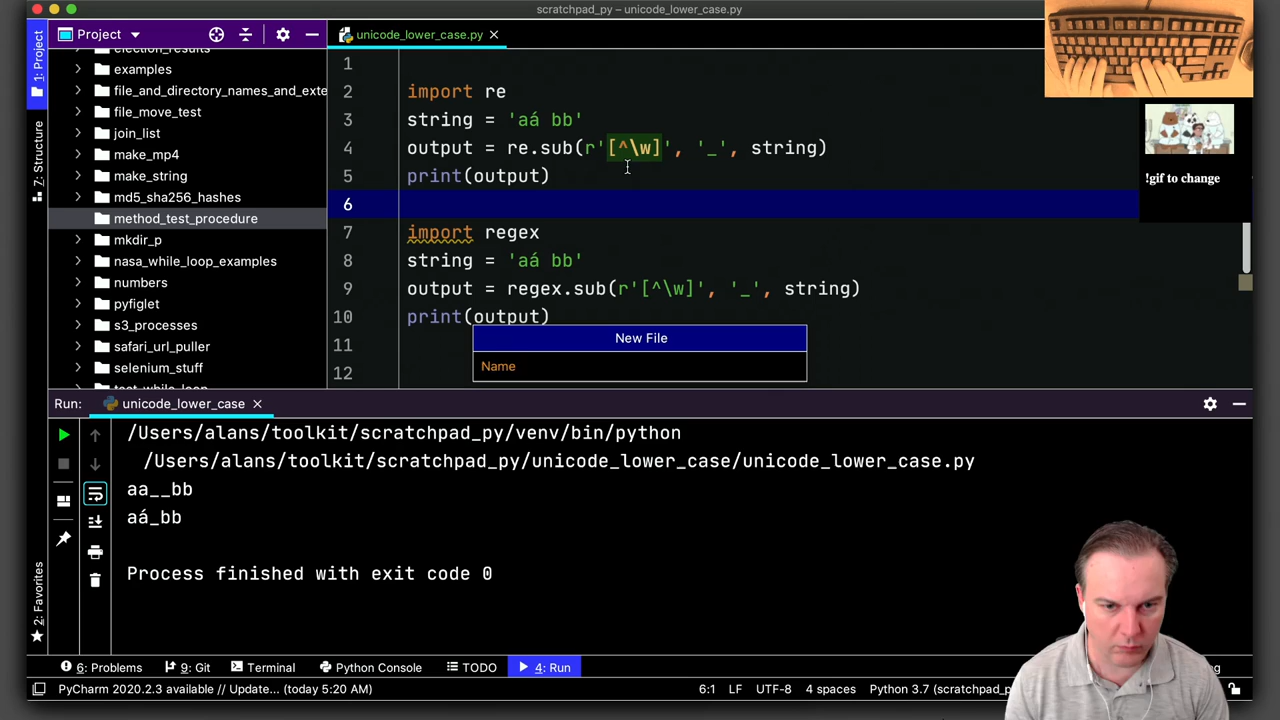 scratchpad_py – unicode_lower_case.py
1: Project
7: Structure
2: Favorites
Project
unicode_lower_case.py
examples
file_and_directory_names_and_exte
file_move_test
join_list
make_mp4
make_string
md5_sha256_hashes
method_test_procedure
mkdir_p
nasa_while_loop_examples
numbers
pyfiglet
s3_processes
safari_url_puller
selenium_stuff
1
2 import re
3 string = 'aá bb'
4 output = re.sub(r'[^\w]', '_', string)
5 print(output)
6
7 import regex
8 string = 'aá bb'
9 output = regex.sub(r'[^\w]', '_', string)
10 print(output)
11
12
New File
Name
!gif to change
Run: unicode_lower_case
/Users/alans/toolkit/scratchpad_py/venv/bin/python
/Users/alans/toolkit/scratchpad_py/unicode_lower_case/unicode_lower_case.py
aa__bb
aá_bb
Process finished with exit code 0
6: Problems 9: Git Terminal Python Console TODO 4: Run
PyCharm 2020.2.3 available // Update... (today 5:20 AM) 6:1 LF UTF-8 4 spaces Python 3.7 (scratchpad_p